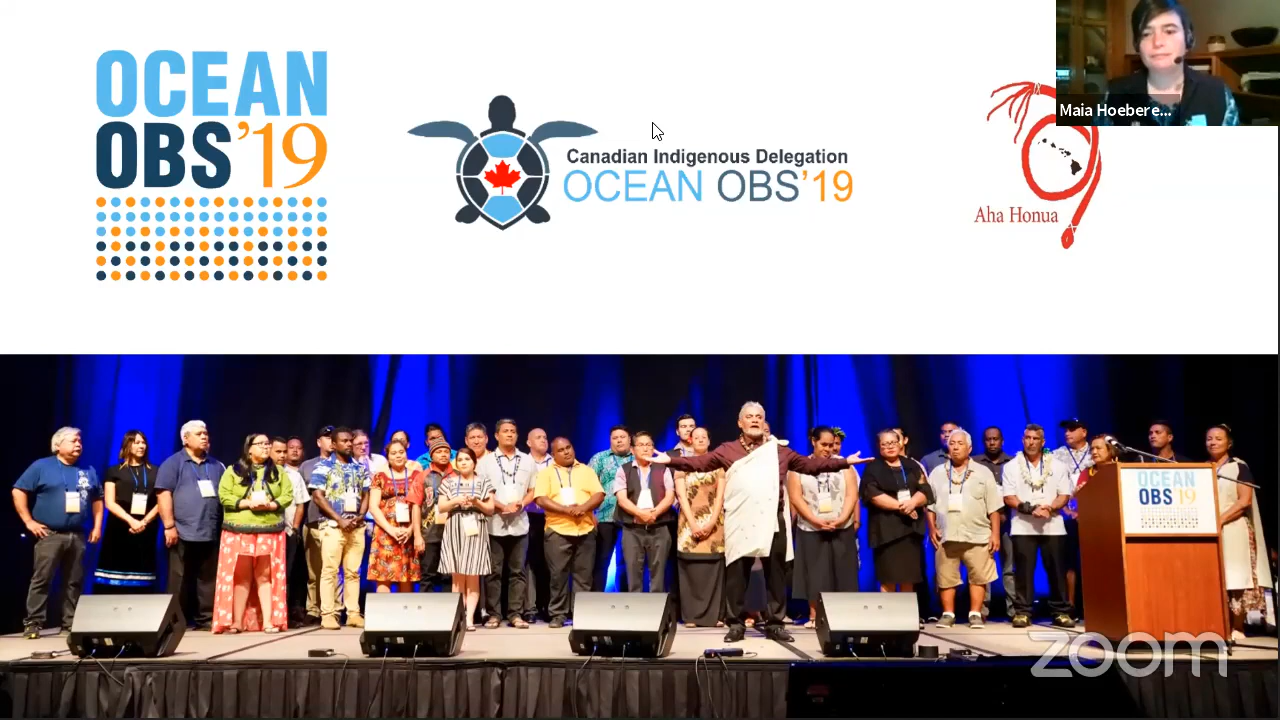 OCEAN
OBS'19
Canadian Indigenous Delegation
OCEAN OBS'19
Aha Honua
Maia Hoebere...
OCEAN
OBS'19
zoom